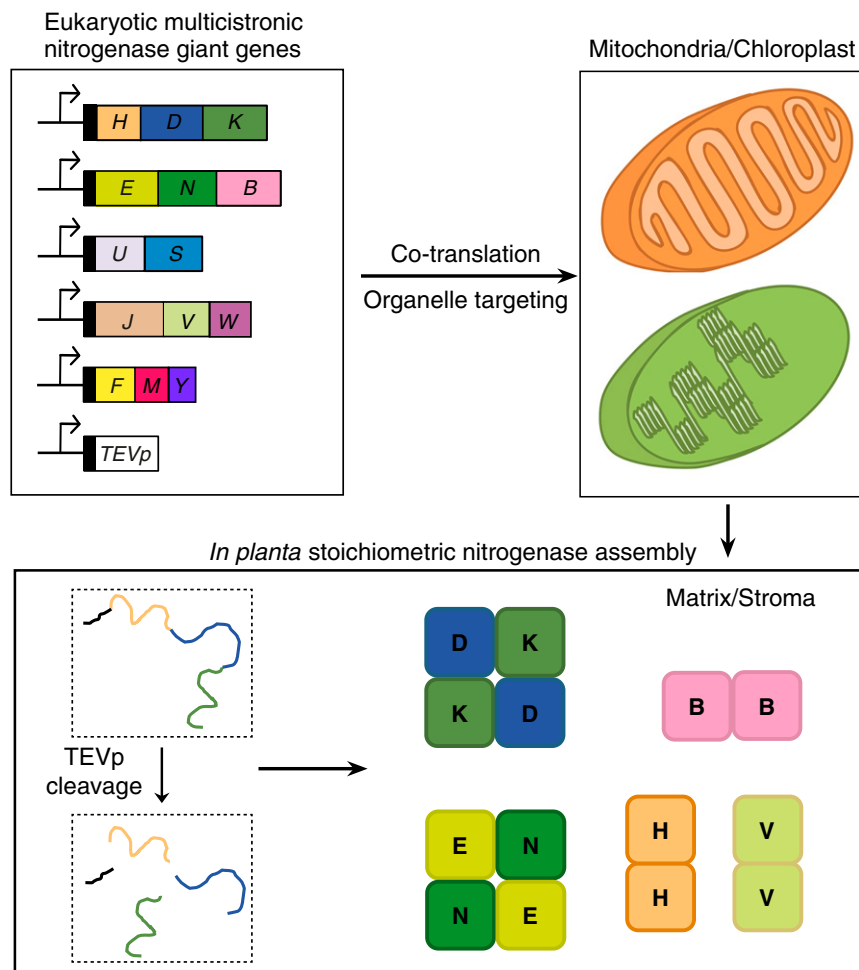 Eukaryotic multicistronic
nitrogenase giant genes
Mitochondria/Chloroplast
H D K
E N B
U S
J V W
F M Y
TEVp
Co-translation
Organelle targeting
In planta stoichiometric nitrogenase assembly
Matrix/Stroma
TEVp
cleavage
D K
K D
B B
E N
N E
H V
H V